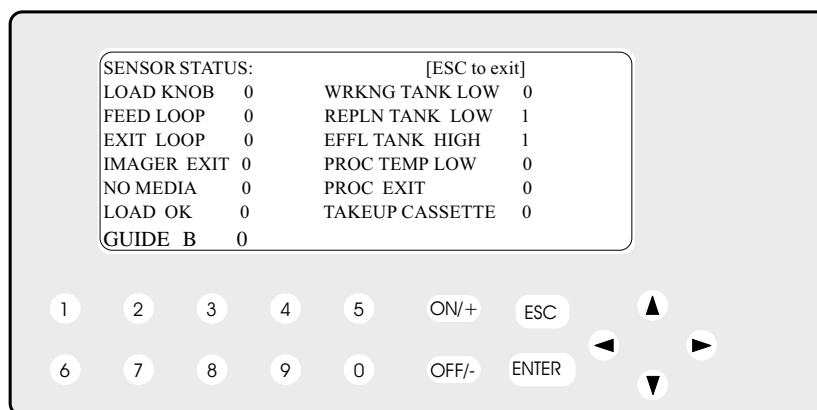 SENSOR STATUS: [ESC to exit]
LOAD KNOB 0 WRKNG TANK LOW 0
FEED LOOP 0 REPLN TANK LOW 1
EXIT LOOP 0 EFFL TANK HIGH 1
IMAGER EXIT 0 PROC TEMP LOW 0
NO MEDIA 0 PROC EXIT 0
LOAD OK 0 TAKEUP CASSETTE 0
GUIDE B 0
1 2 3 4 5 ON/+ ESC
6 7 8 9 0 OFF/- ENTER